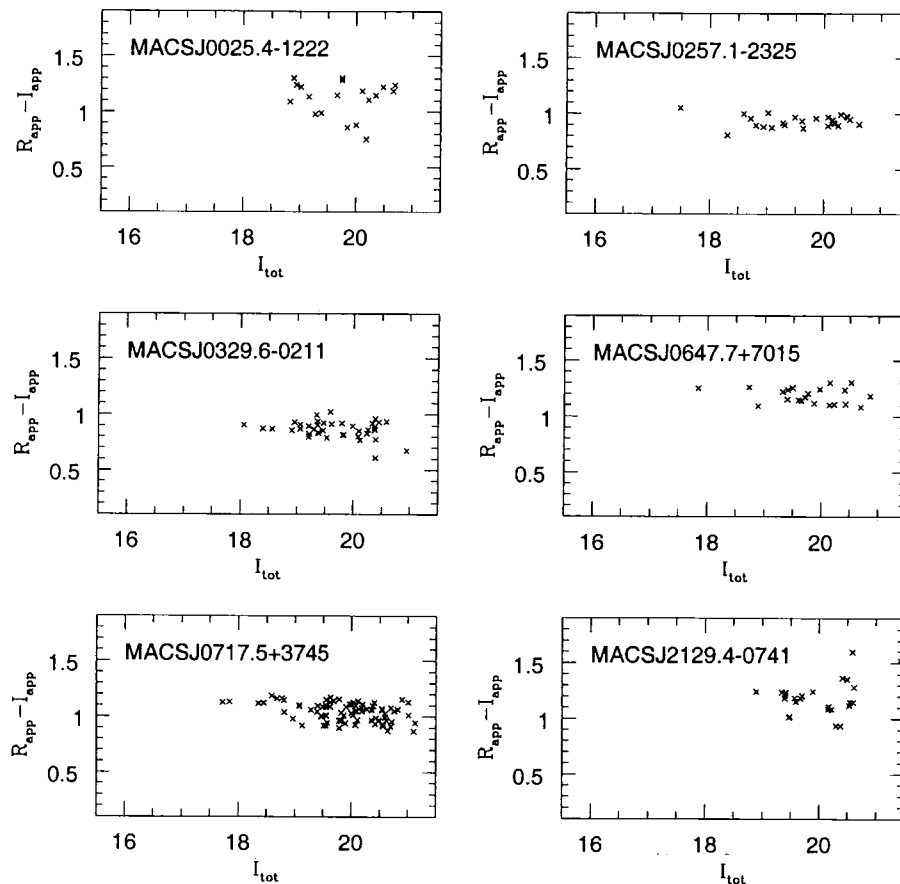 MACSJ0025.4-1222
R_app − I_app
1.5
1
0.5
16 18 20
I_tot
MACSJ0257.1-2325
R_app − I_app
1.5
1
0.5
16 18 20
I_tot
MACSJ0329.6-0211
R_app − I_app
1.5
1
0.5
16 18 20
I_tot
MACSJ0647.7+7015
R_app − I_app
1.5
1
0.5
16 18 20
I_tot
MACSJ0717.5+3745
R_app − I_app
1.5
1
0.5
16 18 20
I_tot
MACSJ2129.4-0741
R_app − I_app
1.5
1
0.5
16 18 20
I_tot